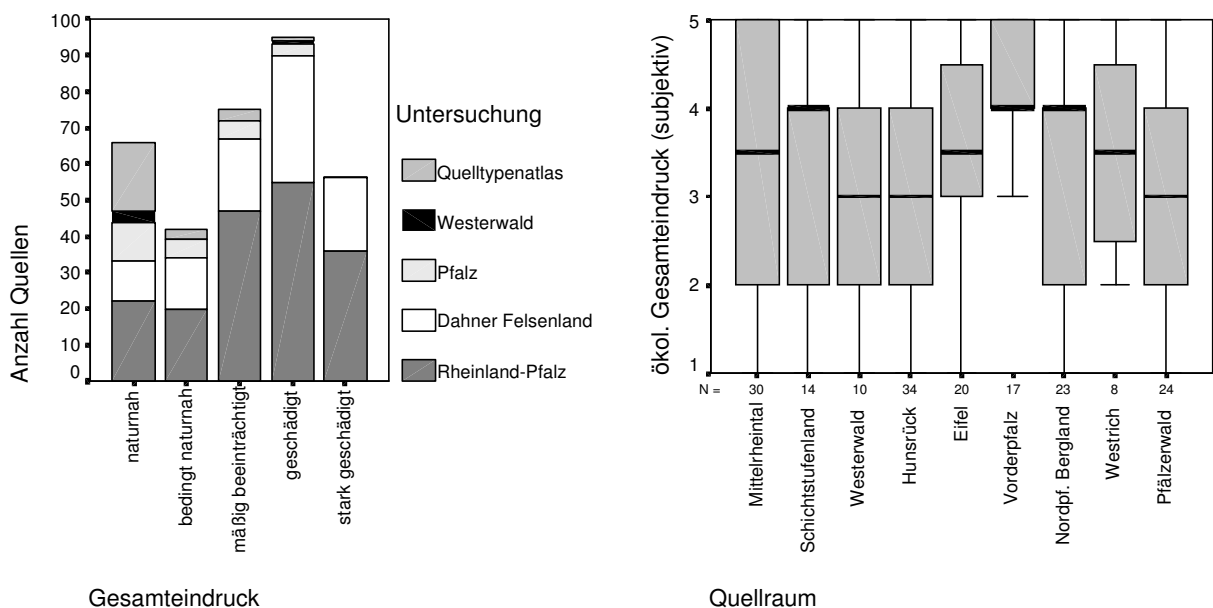 Anzahl Quellen
100
90
80
70
60
50
40
30
20
10
0
naturnah
bedingt naturnah
mäßig beeinträchtigt
geschädigt
stark geschädigt
Gesamteindruck
Untersuchung
Quelltypenatlas
Westerwald
Pfalz
Dahner Felsenland
Rheinland-Pfalz
ökol. Gesamteindruck (subjektiv)
5
4
3
2
1
N = 30 14 10 34 20 17 23 8 24
Mittelrheintal
Schichtstufenland
Westerwald
Hunsrück
Eifel
Vorderpfalz
Nordpf. Bergland
Westrich
Pfälzerwald
Quellraum